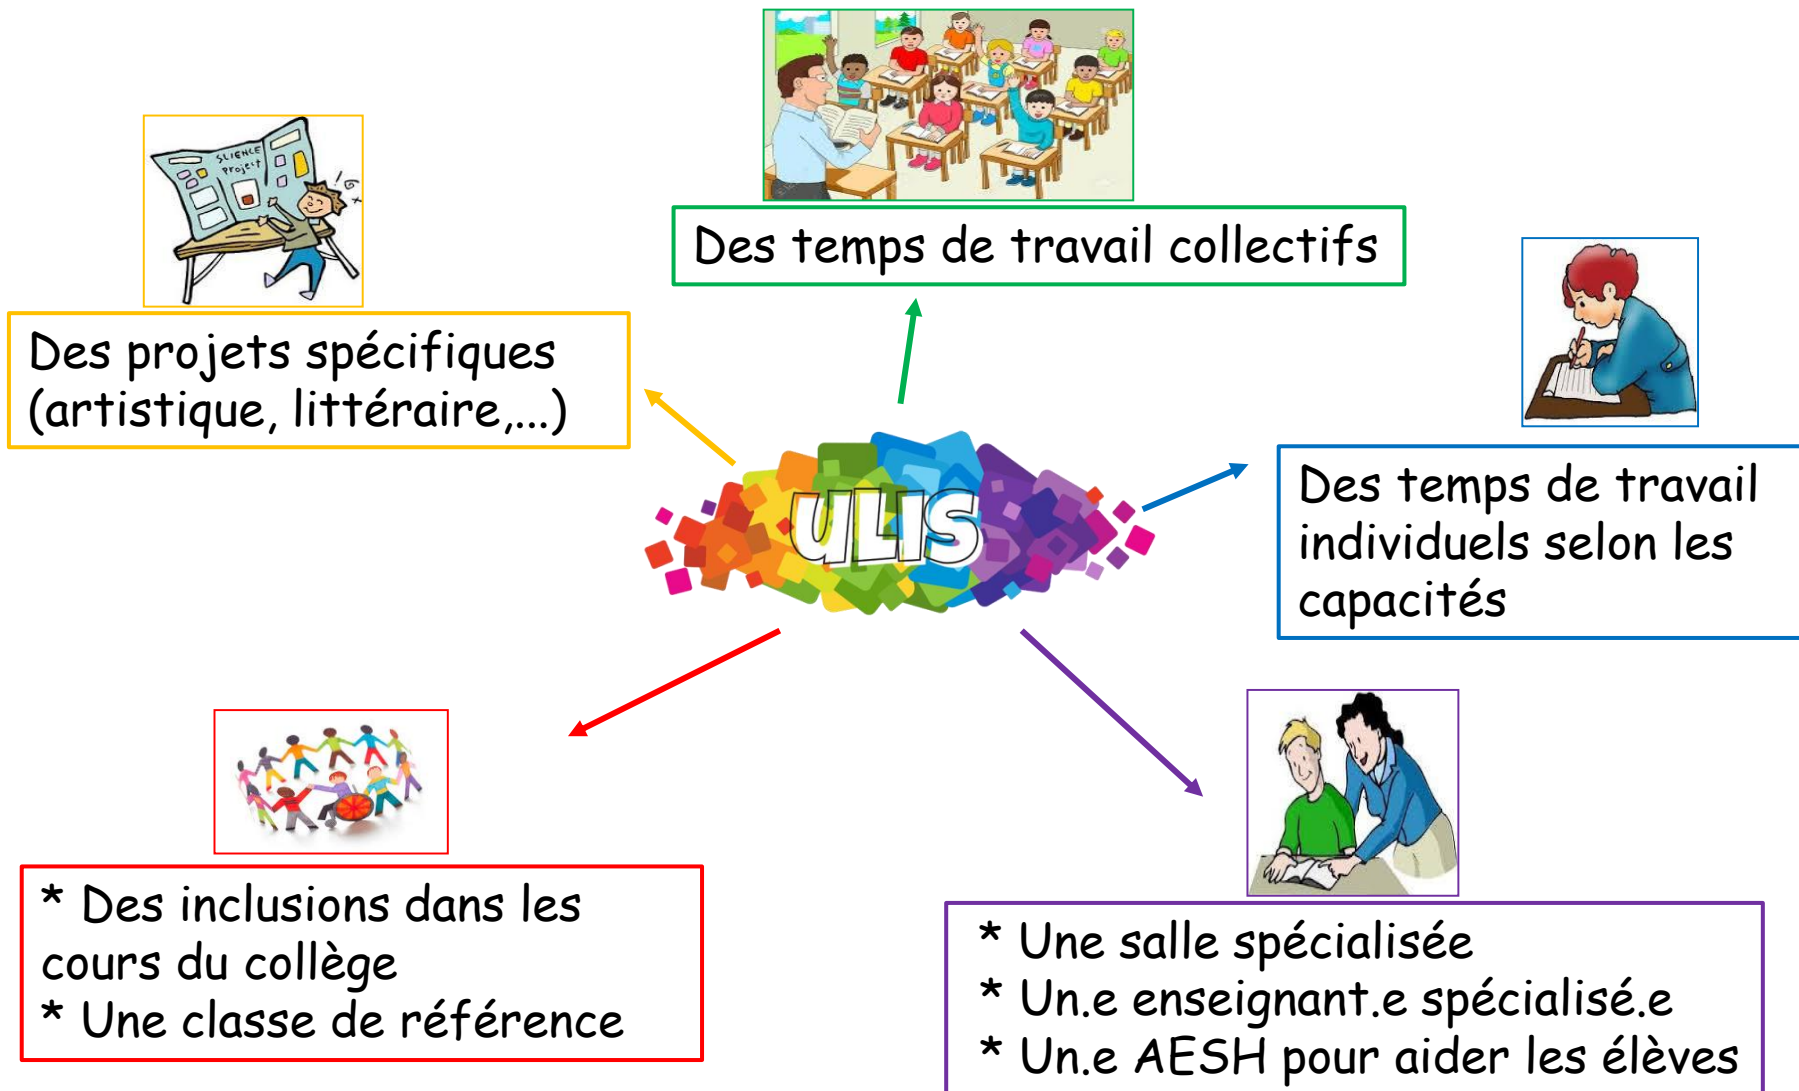 SCIENCE
Project
Des temps de travail collectifs
Des projets spécifiques
(artistique, littéraire,...)
ULIS
Des temps de travail
individuels selon les
capacités
* Des inclusions dans les
cours du collège
* Une classe de référence
* Une salle spécialisée
* Un.e enseignant.e spécialisé.e
* Un.e AESH pour aider les élèves